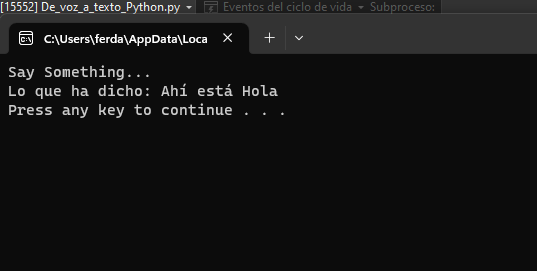 [15552] De_voz_a_texto_Python.py Eventos del ciclo de vida Subproceso:
C:\Users\ferda\AppData\Loca
Say Something...
Lo que ha dicho: Ahí está Hola
Press any key to continue . . .